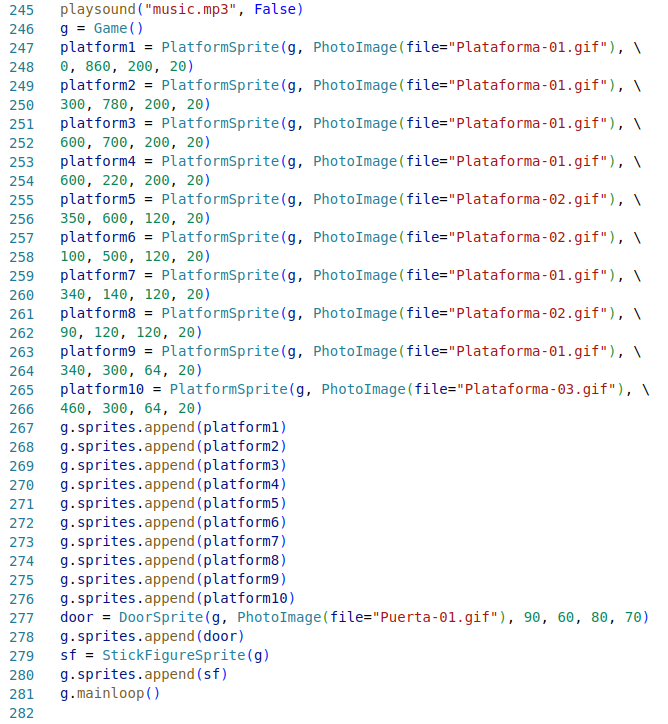 245 playsound("music.mp3", False)
246 g = Game()
247 platform1 = PlatformSprite(g, PhotoImage(file="Plataforma-01.gif"), \
248 0, 860, 200, 20)
249 platform2 = PlatformSprite(g, PhotoImage(file="Plataforma-01.gif"), \
250 300, 780, 200, 20)
251 platform3 = PlatformSprite(g, PhotoImage(file="Plataforma-01.gif"), \
252 600, 700, 200, 20)
253 platform4 = PlatformSprite(g, PhotoImage(file="Plataforma-01.gif"), \
254 600, 220, 200, 20)
255 platform5 = PlatformSprite(g, PhotoImage(file="Plataforma-02.gif"), \
256 350, 600, 120, 20)
257 platform6 = PlatformSprite(g, PhotoImage(file="Plataforma-02.gif"), \
258 100, 500, 120, 20)
259 platform7 = PlatformSprite(g, PhotoImage(file="Plataforma-01.gif"), \
260 340, 140, 120, 20)
261 platform8 = PlatformSprite(g, PhotoImage(file="Plataforma-02.gif"), \
262 90, 120, 120, 20)
263 platform9 = PlatformSprite(g, PhotoImage(file="Plataforma-01.gif"), \
264 340, 300, 64, 20)
265 platform10 = PlatformSprite(g, PhotoImage(file="Plataforma-03.gif"), \
266 460, 300, 64, 20)
267 g.sprites.append(platform1)
268 g.sprites.append(platform2)
269 g.sprites.append(platform3)
270 g.sprites.append(platform4)
271 g.sprites.append(platform5)
272 g.sprites.append(platform6)
273 g.sprites.append(platform7)
274 g.sprites.append(platform8)
275 g.sprites.append(platform9)
276 g.sprites.append(platform10)
277 door = DoorSprite(g, PhotoImage(file="Puerta-01.gif"), 90, 60, 80, 70)
278 g.sprites.append(door)
279 sf = StickFigureSprite(g)
280 g.sprites.append(sf)
281 g.mainloop()
282